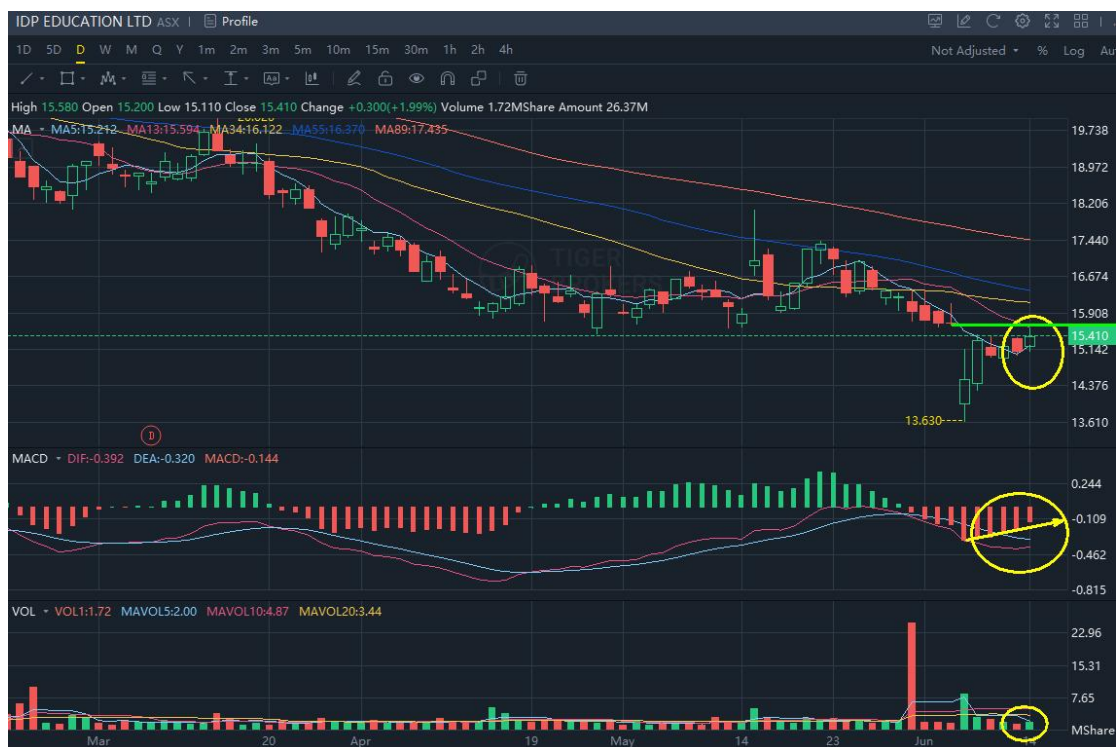 IDP EDUCATION LTD ASX Profile
1D 5D D W M Q Y 1m 2m 3m 5m 10m 15m 30m 1h 2h 4h Not Adjusted % Log Au
High 15.580 Open 15.200 Low 15.110 Close 15.410 Change +0.300(+1.99%) Volume 1.72MShare Amount 26.37M
MA MA5:15.212 MA13:15.594 MA34:16.122 MA55:16.370 MA89:17.435
19.738
18.972
18.206
17.440
TIGER
16.674
15.908
15.410
15.142
14.376
13.630
13.610
D
MACD DIF:-0.392 DEA:-0.320 MACD:-0.144
0.244
-0.109
-0.462
-0.815
VOL VOL1:1.72 MAVOL5:2.00 MAVOL10:4.87 MAVOL20:3.44
22.96
15.31
7.65
MShare
Mar 20 Apr 19 May 14 23 Jun 14